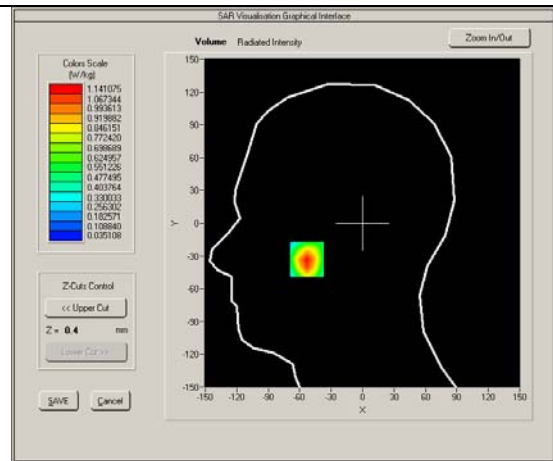 SAR Visualisation Graphical Interface
Volume Radiated Intensity
Zoom In/Out
Colors Scale
(W/kg)
1.141075
1.067344
0.993613
0.919882
0.846151
0.772420
0.698689
0.624957
0.551226
0.477495
0.403764
0.330033
0.256302
0.182571
0.108840
0.035108
Z-Cuts Control
<< Upper Cut
Z = 0.4 mm
Lower Cut >>
SAVE Cancel
150
120
90
60
30
0
-30
-60
-90
-120
-150
Y
-150 -120 -90 -60 -30 0 30 60 90 120 150
X